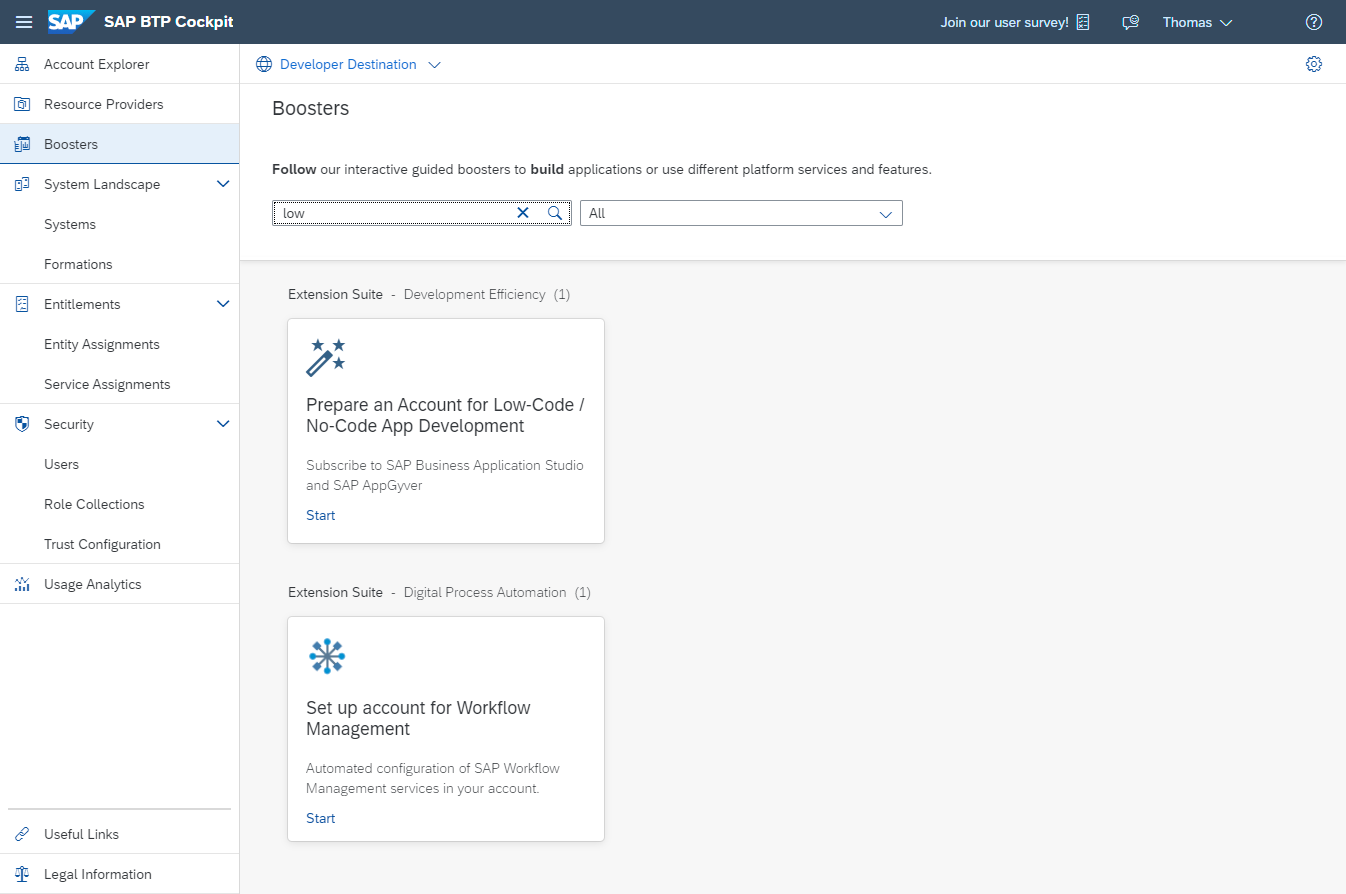 SAP SAP BTP Cockpit
Join our user survey!
Thomas
Account Explorer
Resource Providers
Boosters
System Landscape
Systems
Formations
Entitlements
Entity Assignments
Service Assignments
Security
Users
Role Collections
Trust Configuration
Usage Analytics
Useful Links
Legal Information
Developer Destination
Boosters
Follow our interactive guided boosters to build applications or use different platform services and features.
low
All
Extension Suite - Development Efficiency (1)
Prepare an Account for Low-Code /
No-Code App Development
Subscribe to SAP Business Application Studio
and SAP AppGyver
Start
Extension Suite - Digital Process Automation (1)
Set up account for Workflow
Management
Automated configuration of SAP Workflow
Management services in your account.
Start